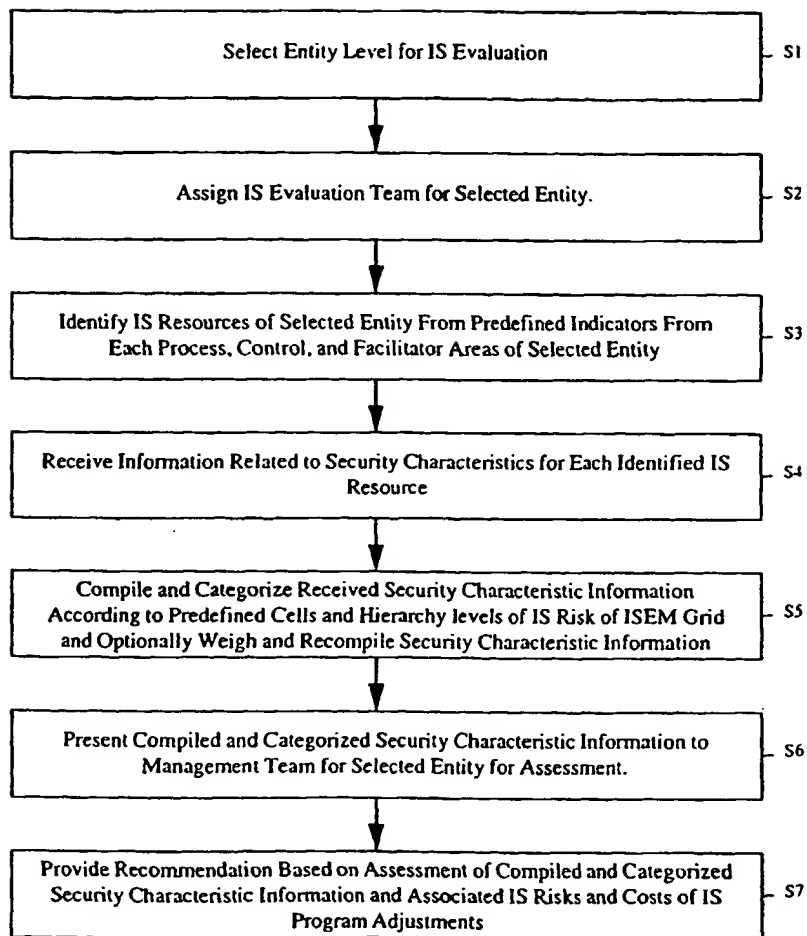 Select Entity Level for IS Evaluation
S1
Assign IS Evaluation Team for Selected Entity.
S2
Identify IS Resources of Selected Entity From Predefined Indicators From
Each Process, Control, and Facilitator Areas of Selected Entity
S3
Receive Information Related to Security Characteristics for Each Identified IS
Resource
S4
Compile and Categorize Received Security Characteristic Information
According to Predefined Cells and Hierarchy levels of IS Risk of ISEM Grid
and Optionally Weigh and Recompile Security Characteristic Information
S5
Present Compiled and Categorized Security Characteristic Information to
Management Team for Selected Entity for Assessment.
S6
Provide Recommendation Based on Assessment of Compiled and Categorized
Security Characteristic Information and Associated IS Risks and Costs of IS
Program Adjustments
S7